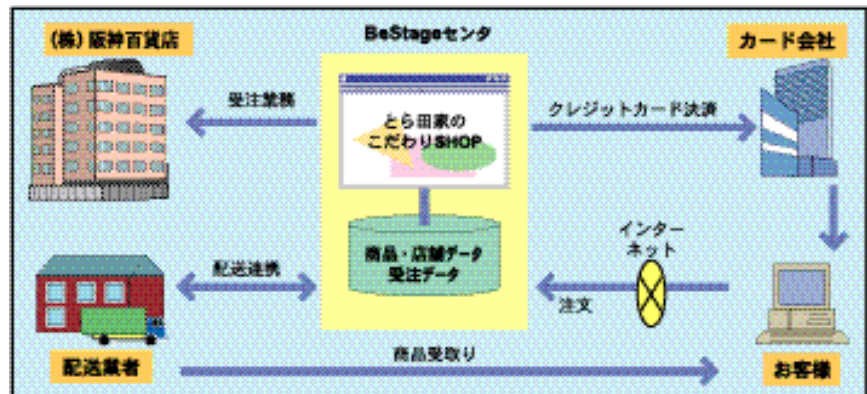 (株)阪神百貨店
BeStageセンタ
カード会社
受注業務
とら田家の
こだわりSHOP
クレジットカード決済
インター
ネット
商品・店舗データ
受注データ
配送連携
注文
配送業者
商品受取り
お客様